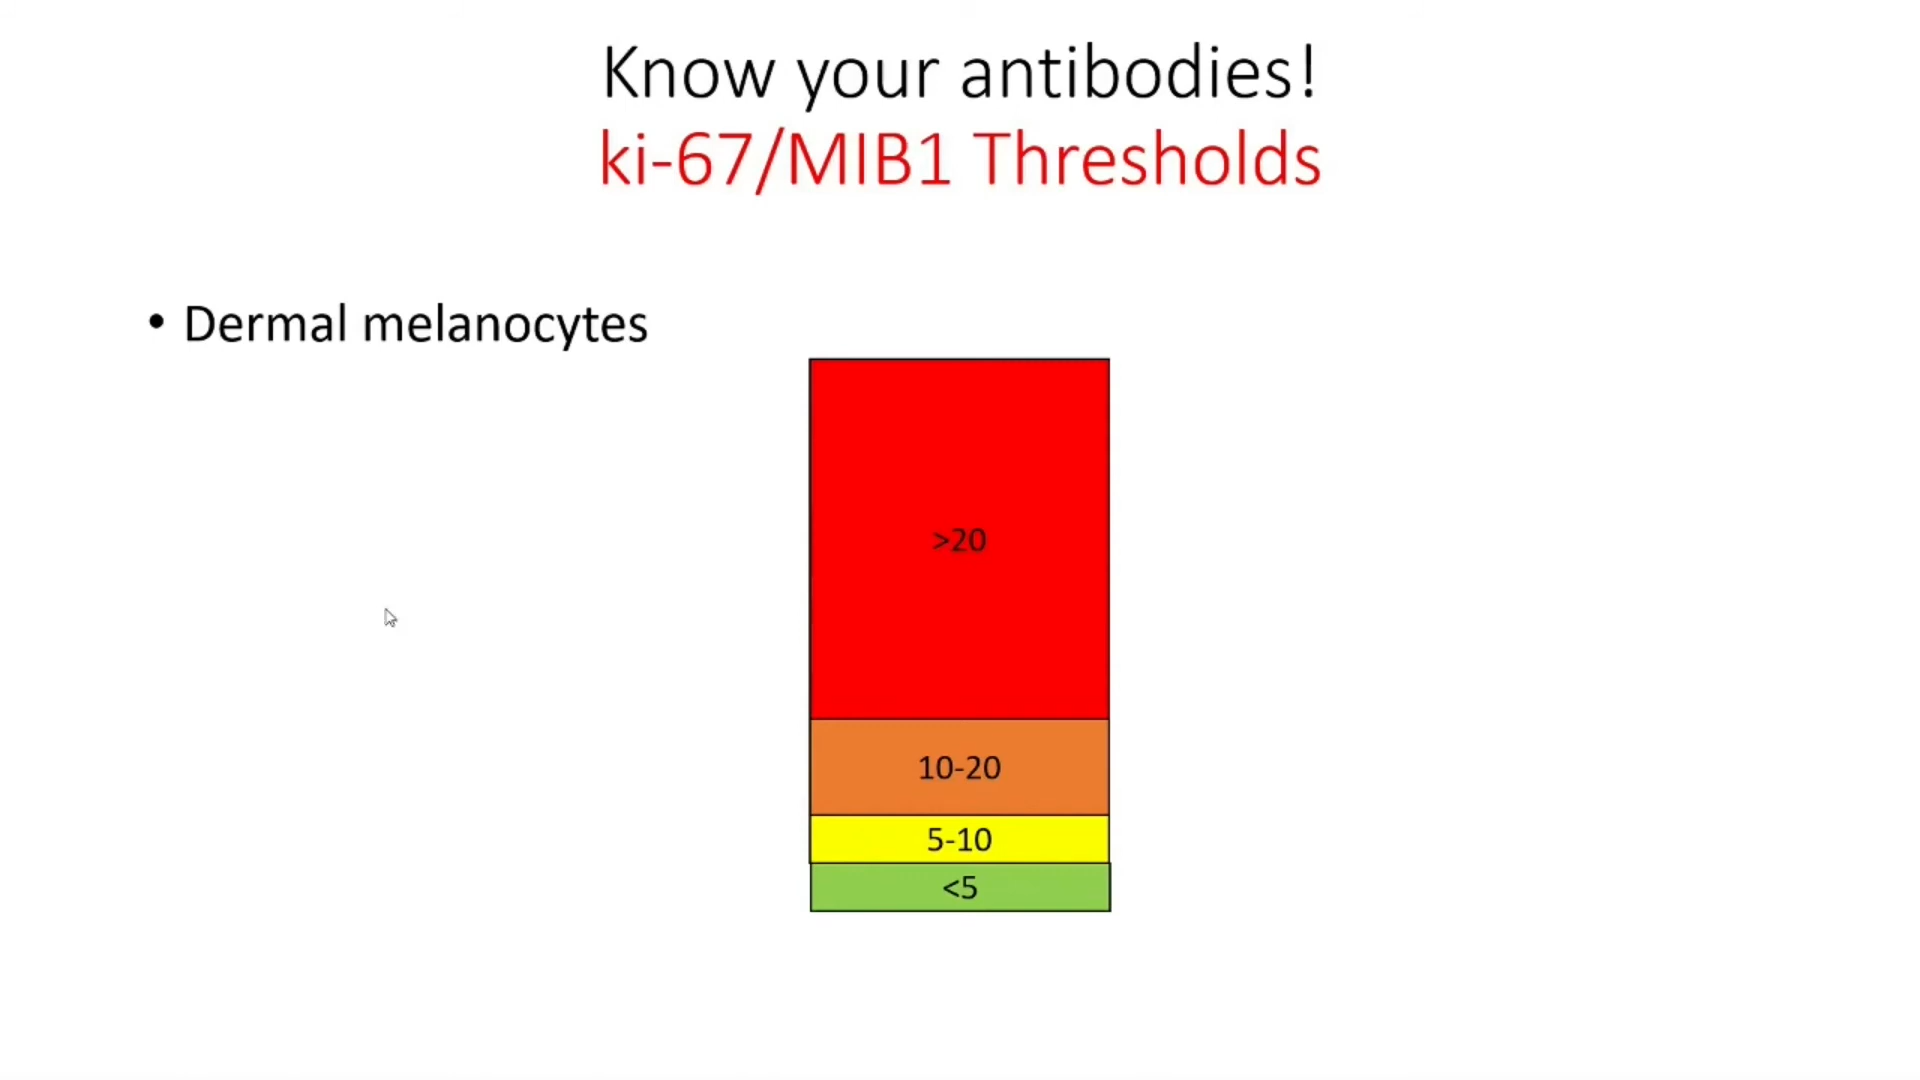 Know your antibodies!
ki-67/MIB1 Thresholds
• Dermal melanocytes
>20
10-20
5-10
<5